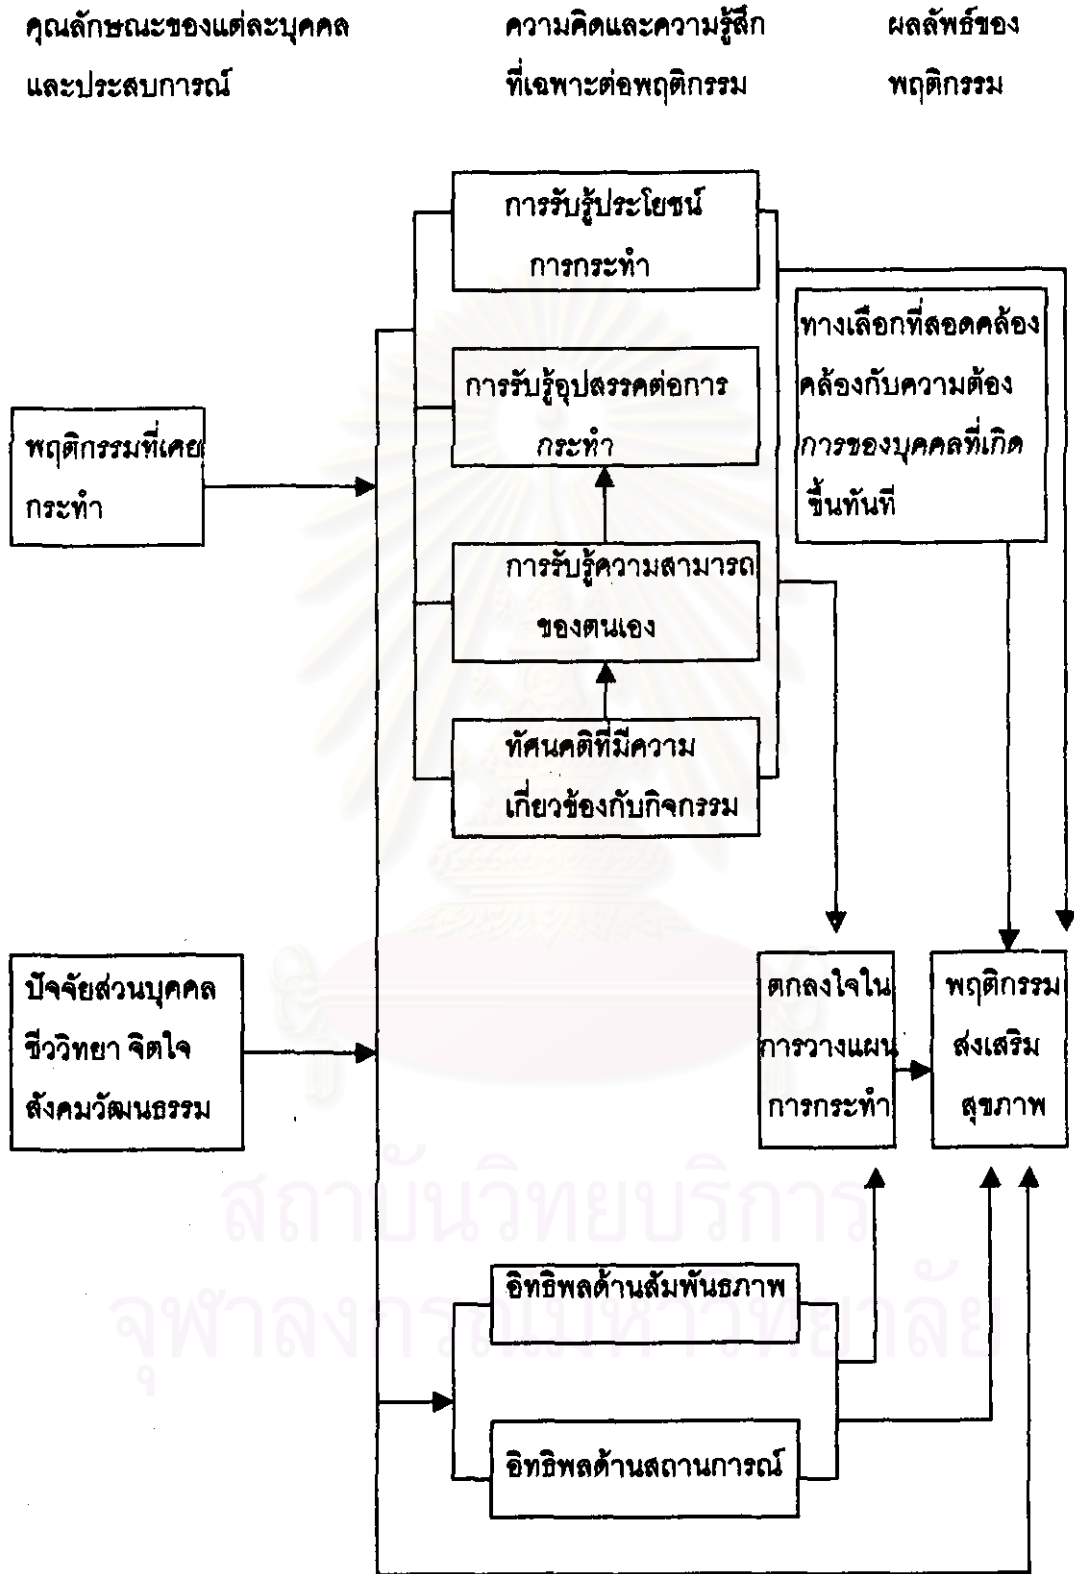 คุณลักษณะของแต่ละบุคคล
และประสบการณ์
ความคิดและความรู้สึก
ที่เฉพาะต่อพฤติกรรม
ผลลัพธ์ของ
พฤติกรรม
การรับรู้ประโยชน์
การกระทำ
การรับรู้อุปสรรคต่อการ
กระทำ
การรับรู้ความสามารถ
ของตนเอง
ทัศนคติที่มีความ
เกี่ยวข้องกับกิจกรรม
พฤติกรรมที่เคย
กระทำ
ทางเลือกที่สอดคล้อง
คล้องกับความต้อง
การของบุคคลที่เกิด
ขึ้นทันที
ปัจจัยส่วนบุคคล
ชีววิทยา จิตใจ
สังคมวัฒนธรรม
ตกลงใจใน
การวางแผน
การกระทำ
พฤติกรรม
ส่งเสริม
สุขภาพ
อิทธิพลด้านสัมพันธภาพ
อิทธิพลด้านสถานการณ์
สถาบันวิทยบริการ
จุฬาลงกรณ์มหาวิทยาลัย